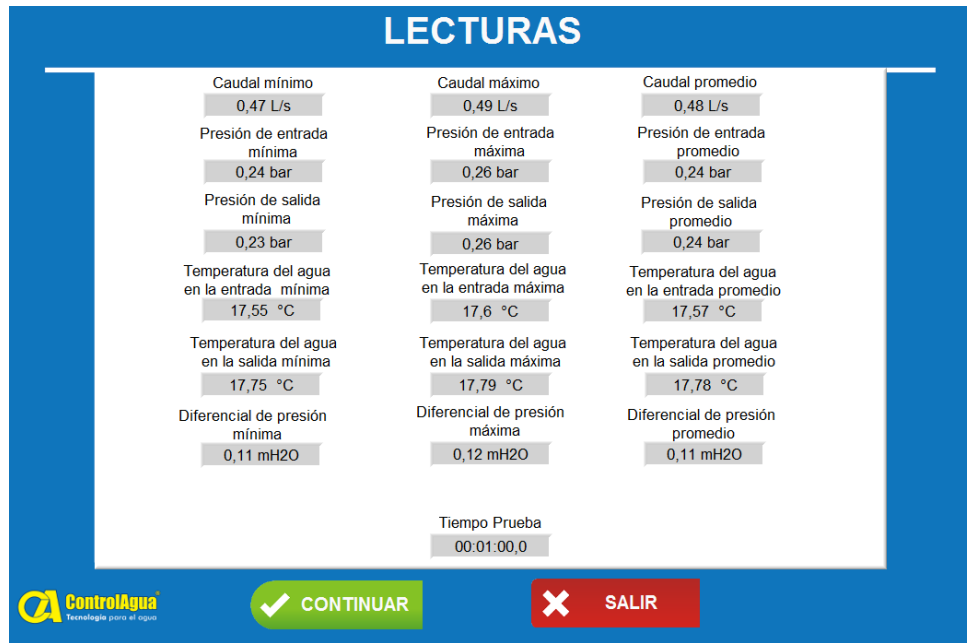 LECTURAS
Caudal mínimo
0,47 L/s
Caudal máximo
0,49 L/s
Caudal promedio
0,48 L/s
Presión de entrada
mínima
0,24 bar
Presión de entrada
máxima
0,26 bar
Presión de entrada
promedio
0,24 bar
Presión de salida
mínima
0,23 bar
Presión de salida
máxima
0,26 bar
Presión de salida
promedio
0,24 bar
Temperatura del agua
en la entrada mínima
17,55 °C
Temperatura del agua
en la entrada máxima
17,6 °C
Temperatura del agua
en la entrada promedio
17,57 °C
Temperatura del agua
en la salida mínima
17,75 °C
Temperatura del agua
en la salida máxima
17,79 °C
Temperatura del agua
en la salida promedio
17,78 °C
Diferencial de presión
mínima
0,11 mH2O
Diferencial de presión
máxima
0,12 mH2O
Diferencial de presión
promedio
0,11 mH2O
Tiempo Prueba
00:01:00,0
CA ControlAgua®
Tecnología para el agua
CONTINUAR
SALIR